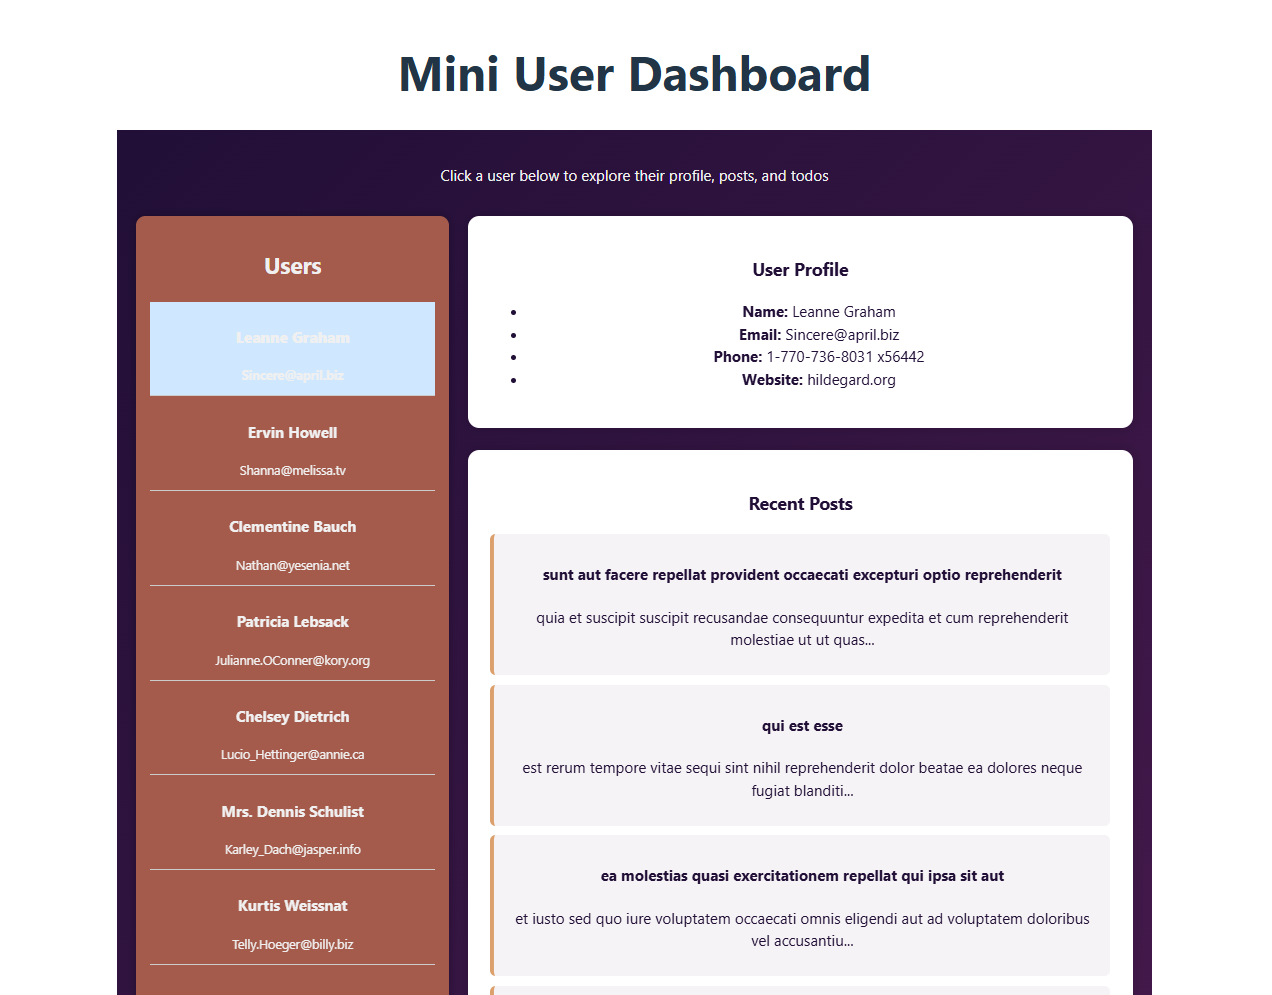 Mini User Dashboard
Click a user below to explore their profile, posts, and todos
Users
Leanne Graham
Sincere@april.biz
Ervin Howell
Shanna@melissa.tv
Clementine Bauch
Nathan@yesenia.net
Patricia Lebsack
Julianne.OConner@kory.org
Chelsey Dietrich
Lucio_Hettinger@annie.ca
Mrs. Dennis Schulist
Karley_Dach@jasper.info
Kurtis Weissnat
Telly.Hoeger@billy.biz
User Profile
Name: Leanne Graham
Email: Sincere@april.biz
Phone: 1-770-736-8031 x56442
Website: hildegard.org
Recent Posts
sunt aut facere repellat provident occaecati excepturi optio reprehenderit
quia et suscipit suscipit recusandae consequuntur expedita et cum reprehenderit
molestiae ut ut quas...
qui est esse
est rerum tempore vitae sequi sint nihil reprehenderit dolor beatae ea dolores neque
fugiat blanditi...
ea molestias quasi exercitationem repellat qui ipsa sit aut
et iusto sed quo iure voluptatem occaecati omnis eligendi aut ad voluptatem doloribus
vel accusantiu...